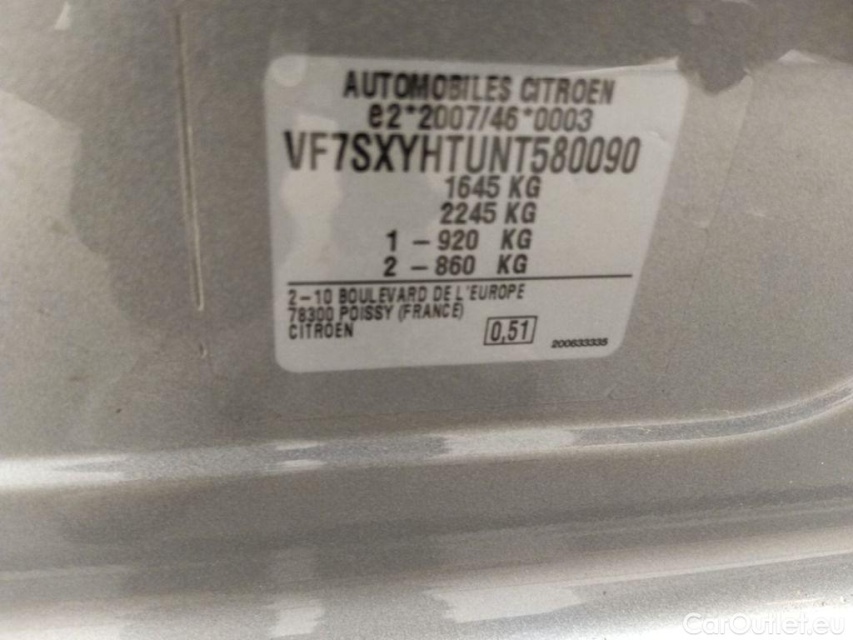 AUTOMOBILES CITROEN
e2*2007/46*0003
VF7SXYHTUNT580090
1645 KG
2245 KG
1 - 920 KG
2 - 860 KG
2-10 BOULEVARD DE L'EUROPE
78300 POISSY (FRANCE)
CITROEN
0,51
200633335
CarOutlet.eu